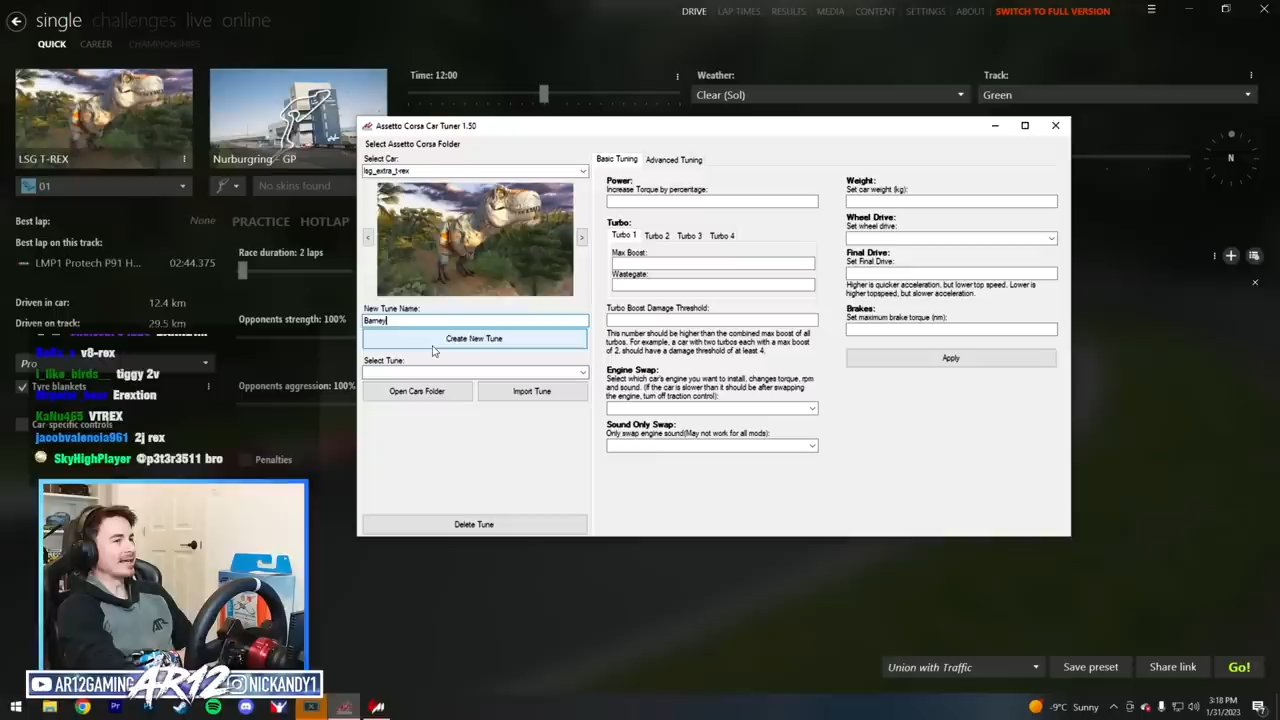 single challenges live online
DRIVE LAP TIMES RESULTS MEDIA CONTENT SETTINGS ABOUT SWITCH TO FULL VERSION
QUICK CAREER CHAMPIONSHIPS
Time: 12:00
Weather:
Track:
Clear (Sol)
Green
LSG T-REX
Nurburgring - GP
01
No skins found
N
Best lap: None
PRACTICE HOTLAP
Best lap on this track:
Race duration: 2 laps
LMP1 Protech P91 H... 2:44.375
Driven in car: 12.4 km
Opponents strength: 100%
Driven on track: 29.5 km
v8-rex
Pro
i_like_birds__ tiggy 2v
Opponents aggression: 100%
Tyre blankets
Erextion
KaNu465 VTREX
Car-specific controls
jacobvalencia961 2j rex
SkyHighPlayer @p3t3r3511 bro
Penalties
Assetto Corsa Car Tuner 1.50
Select Assetto Corsa Folder
Select Car:
lsg_extra_t-rex
<
>
New Tune Name:
Barney
Create New Tune
Select Tune:
Open Cars Folder
Import Tune
Delete Tune
Basic Tuning Advanced Tuning
Power:
Increase Torque by percentage:
Turbo:
Turbo 1 Turbo 2 Turbo 3 Turbo 4
Max Boost:
Wastegate:
Turbo Boost Damage Threshold:
This number should be higher than the combined max boost of all
turbos. For example, a car with two turbos each with a max boost
of 2, should have a damage threshold of at least 4.
Engine Swap:
Select which car's engine you want to install, changes torque, rpm
and sound. (If the car is slower than it should be after swapping
the engine, turn off traction control):
Sound Only Swap:
Only swap engine sound(May not work for all mods):
Weight:
Set car weight (kg):
Wheel Drive:
Set wheel drive:
Final Drive:
Set Final Drive:
Higher is quicker acceleration, but lower top speed. Lower is
higher topspeed, but slower acceleration.
Brakes:
Set maximum brake torque (nm):
Apply
Union with Traffic
Save preset
Share link
Go!
AR12GAMING AR12 NICKANDY1
-9°C Sunny
3:18 PM
1/31/2023